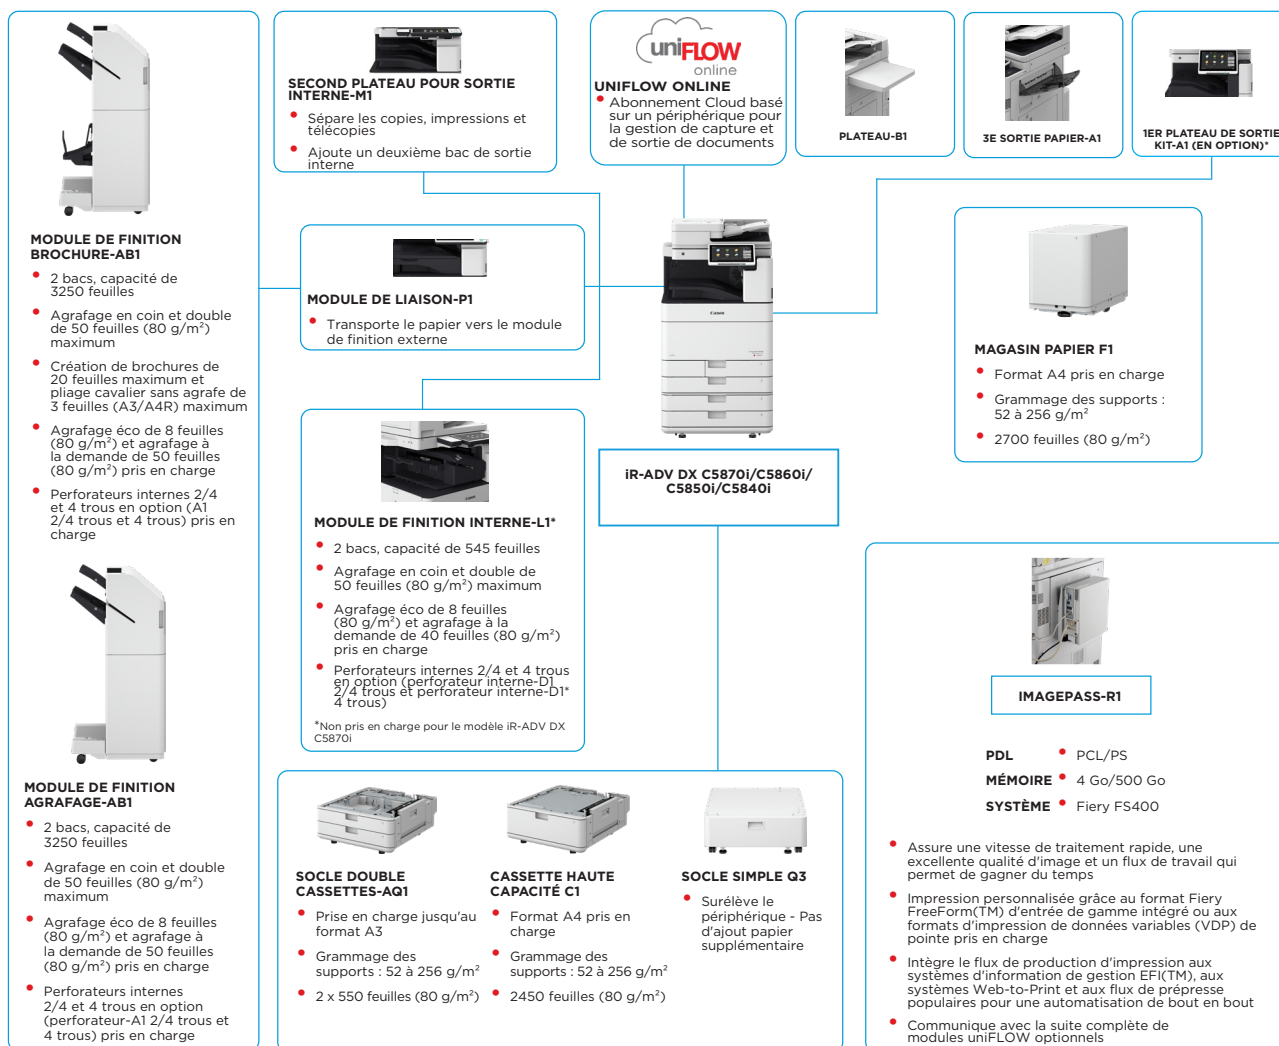 MODULE DE FINITION
BROCHURE-AB1
• 2 bacs, capacité de
3250 feuilles
• Agrafage en coin et double
de 50 feuilles (80 g/m²)
maximum
• Création de brochures de
20 feuilles maximum et
pliage cavalier sans agrafe de
3 feuilles (A3/A4R) maximum
• Agrafage éco de 8 feuilles
(80 g/m²) et agrafage à
la demande de 50 feuilles
(80 g/m²) pris en charge
• Perforateurs internes 2/4
et 4 trous en option (A1
2/4 trous et 4 trous) pris en
charge
MODULE DE FINITION
AGRAFAGE-AB1
• 2 bacs, capacité de
3250 feuilles
• Agrafage en coin et double
de 50 feuilles (80 g/m²)
maximum
• Agrafage éco de 8 feuilles
(80 g/m²) et agrafage à
la demande de 50 feuilles
(80 g/m²) pris en charge
• Perforateurs internes
2/4 et 4 trous en option
(perforateur-A1 2/4 trous et
4 trous) pris en charge
SECOND PLATEAU POUR SORTIE
INTERNE-M1
• Sépare les copies, impressions et
télécopies
• Ajoute un deuxième bac de sortie
interne
uniFLOW
online
UNIFLOW ONLINE
• Abonnement Cloud basé
sur un périphérique pour
la gestion de capture et
de sortie de documents
PLATEAU-B1
3E SORTIE PAPIER-A1
1ER PLATEAU DE SORTIE
KIT-A1 (EN OPTION)*
MODULE DE LIAISON-P1
• Transporte le papier vers le module
de finition externe
Canon
MAGASIN PAPIER F1
• Format A4 pris en charge
• Grammage des supports :
52 à 256 g/m²
• 2700 feuilles (80 g/m²)
iR-ADV DX C5870i/C5860i/
C5850i/C5840i
MODULE DE FINITION INTERNE-L1*
• 2 bacs, capacité de 545 feuilles
• Agrafage en coin et double de
50 feuilles (80 g/m²) maximum
• Agrafage éco de 8 feuilles
(80 g/m²) et agrafage à la
demande de 40 feuilles (80 g/m²)
pris en charge
• Perforateurs internes 2/4 et 4 trous
en option (perforateur interne-D1
2/4 trous et perforateur interne-D1*
4 trous)
*Non pris en charge pour le modèle iR-ADV DX
C5870i
SOCLE DOUBLE
CASSETTES-AQ1
• Prise en charge jusqu'au
format A3
• Grammage des
supports : 52 à 256 g/m²
• 2 x 550 feuilles (80 g/m²)
CASSETTE HAUTE
CAPACITÉ C1
• Format A4 pris en
charge
• Grammage des
supports : 52 à 256 g/m²
• 2450 feuilles (80 g/m²)
SOCLE SIMPLE Q3
• Surélève le
périphérique - Pas
d'ajout papier
supplémentaire
IMAGEPASS-R1
PDL • PCL/PS
MÉMOIRE • 4 Go/500 Go
SYSTÈME • Fiery FS400
• Assure une vitesse de traitement rapide, une
excellente qualité d'image et un flux de travail qui
permet de gagner du temps
• Impression personnalisée grâce au format Fiery
FreeForm(TM) d'entrée de gamme intégré ou aux
formats d'impression de données variables (VDP) de
pointe pris en charge
• Intègre le flux de production d'impression aux
systèmes d'information de gestion EFI(TM), aux
systèmes Web-to-Print et aux flux de prépresse
populaires pour une automatisation de bout en bout
• Communique avec la suite complète de
modules uniFLOW optionnels